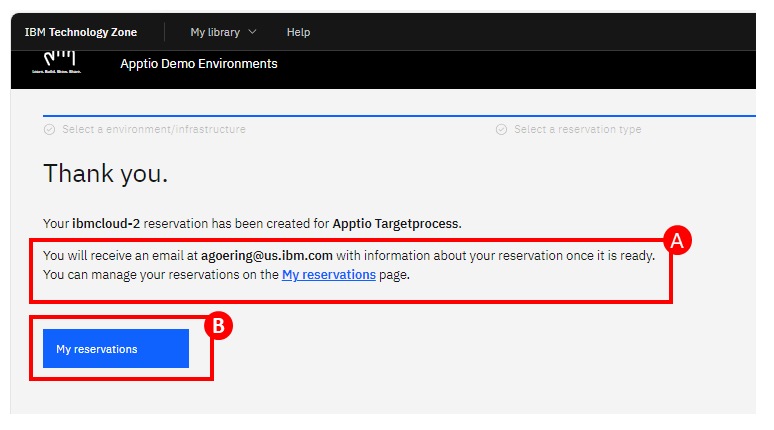 IBM Technology Zone
My library
Help
Learn. Build. Show. Share.
Apptio Demo Environments
Select a environment/infrastructure
Select a reservation type
Thank you.
Your ibmcloud-2 reservation has been created for Apptio Targetprocess.
A
You will receive an email at agoering@us.ibm.com with information about your reservation once it is ready.
You can manage your reservations on the My reservations page.
B
My reservations